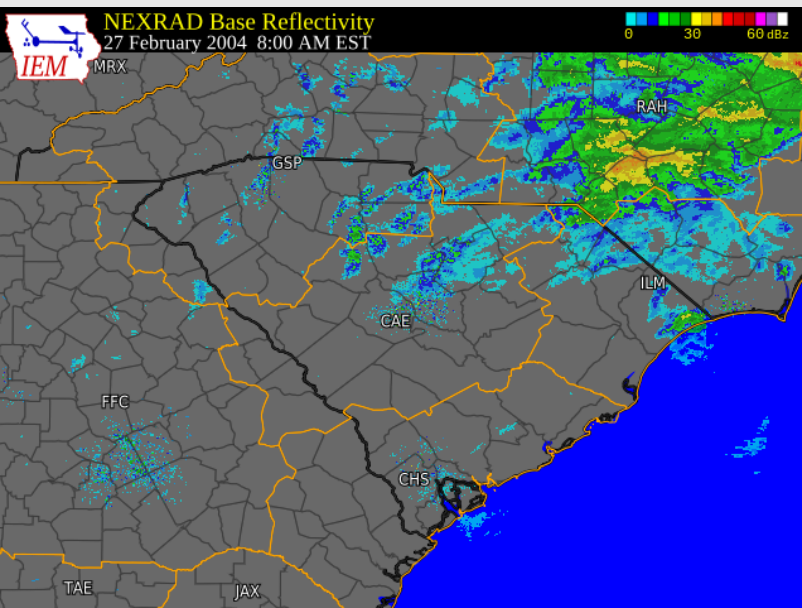 NEXRAD Base Reflectivity
27 February 2004  8:00 AM EST
0 30 60 dBz
IEM
MRX
RAH
GSP
ILM
CAE
FFC
CHS
TAE
JAX